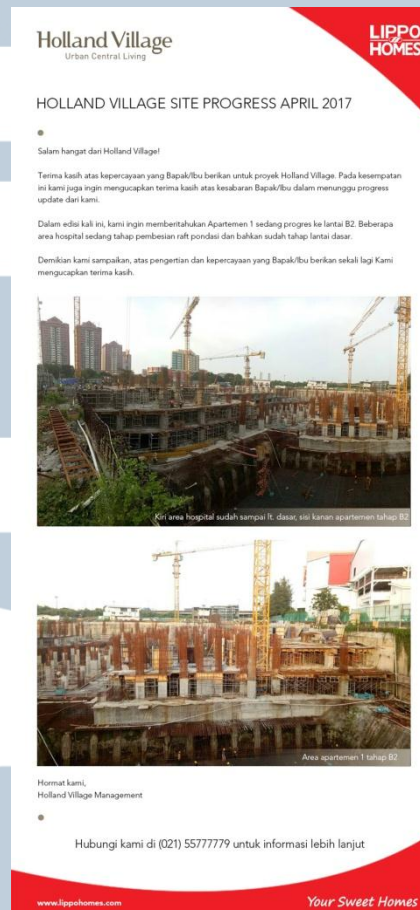 Holland Village
Urban Central Living
LIPPO
HOMES
HOLLAND VILLAGE SITE PROGRESS APRIL 2017
Salam hangat dari Holland Village!
Terima kasih atas kepercayaan yang Bapak/Ibu berikan untuk proyek Holland Village. Pada kesempatan
ini kami juga ingin mengucapkan terima kasih atas kesabaran Bapak/Ibu dalam menunggu progress
update dari kami.
Dalam edisi kali ini, kami ingin memberitahukan Apartemen 1 sedang progres ke lantai B2. Beberapa
area hospital sedang tahap pembesian raft pondasi dan bahkan sudah tahap lantai dasar.
Demikian kami sampaikan, atas pengertian dan kepercayaan yang Bapak/Ibu berikan sekali lagi Kami
mengucapkan terima kasih.
Kiri area hospital sudah sampai lt. dasar, sisi kanan apartemen tahap B2
Area apartemen 1 tahap B2
Hormat kami,
Holland Village Management
Hubungi kami di (021) 55777779 untuk informasi lebih lanjut
www.lippohomes.com
Your Sweet Homes